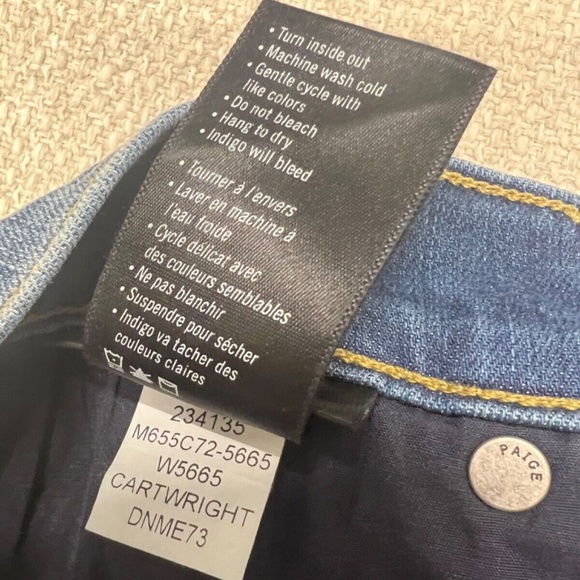 • Turn inside out
• Machine wash cold
• Gentle cycle with
like colors
• Do not bleach
• Hang to dry
• Indigo will bleed
• Tourner à l'envers
• Laver en machine à
l'eau froide
• Cycle délicat avec
des couleurs semblables
• Ne pas blanchir
• Suspendre pour sécher
• Indigo va tacher des
couleurs claires
234135
M655C72-5665
W5665
CARTWRIGHT
DNME73
PAIGE